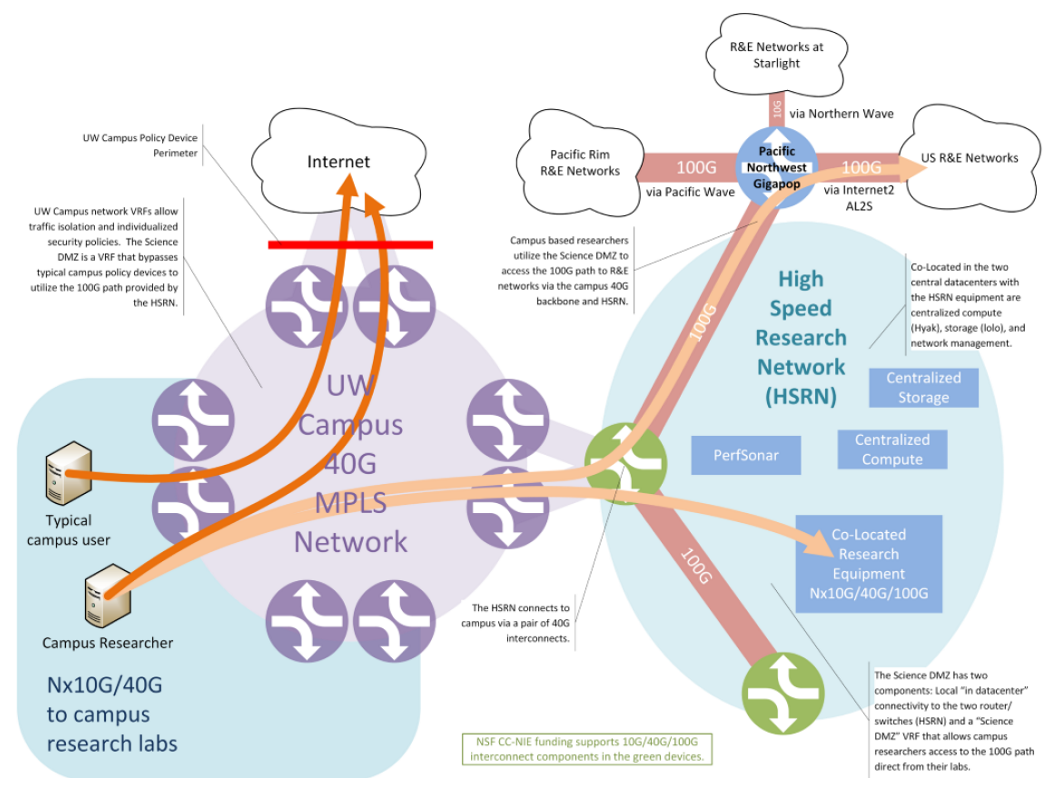 R&E Networks at
Starlight
10G
via Northern Wave
UW Campus Policy Device
Perimeter
Internet
Pacific Rim
R&E Networks
100G
via Pacific Wave
Pacific
Northwest
Gigapop
100G
via Internet2
AL2S
US R&E Networks
UW Campus network VRFs allow
traffic isolation and individualized
security policies.  The Science
DMZ is a VRF that bypasses
typical campus policy devices to
utilize the 100G path provided by
the HSRN.
Campus based researchers
utilize the Science DMZ to
access the 100G path to R&E
networks via the campus 40G
backbone and HSRN.
100G
High
Speed
Research
Network
(HSRN)
Co-Located in the two
central datacenters with
the HSRN equipment are
centralized compute
(Hyak), storage (lolo), and
network management.
Centralized
Storage
PerfSonar
Centralized
Compute
UW
Campus
40G
MPLS
Network
Typical
campus user
Campus Researcher
Nx10G/40G
to campus
research labs
Co-Located
Research
Equipment
Nx10G/40G/100G
100G
The HSRN connects to
campus via a pair of 40G
interconnects.
The Science DMZ has two
components: Local “in datacenter”
connectivity to the two router/
switches (HSRN) and a “Science
DMZ” VRF that allows campus
researchers access to the 100G path
direct from their labs.
NSF CC-NIE funding supports 10G/40G/100G
interconnect components in the green devices.